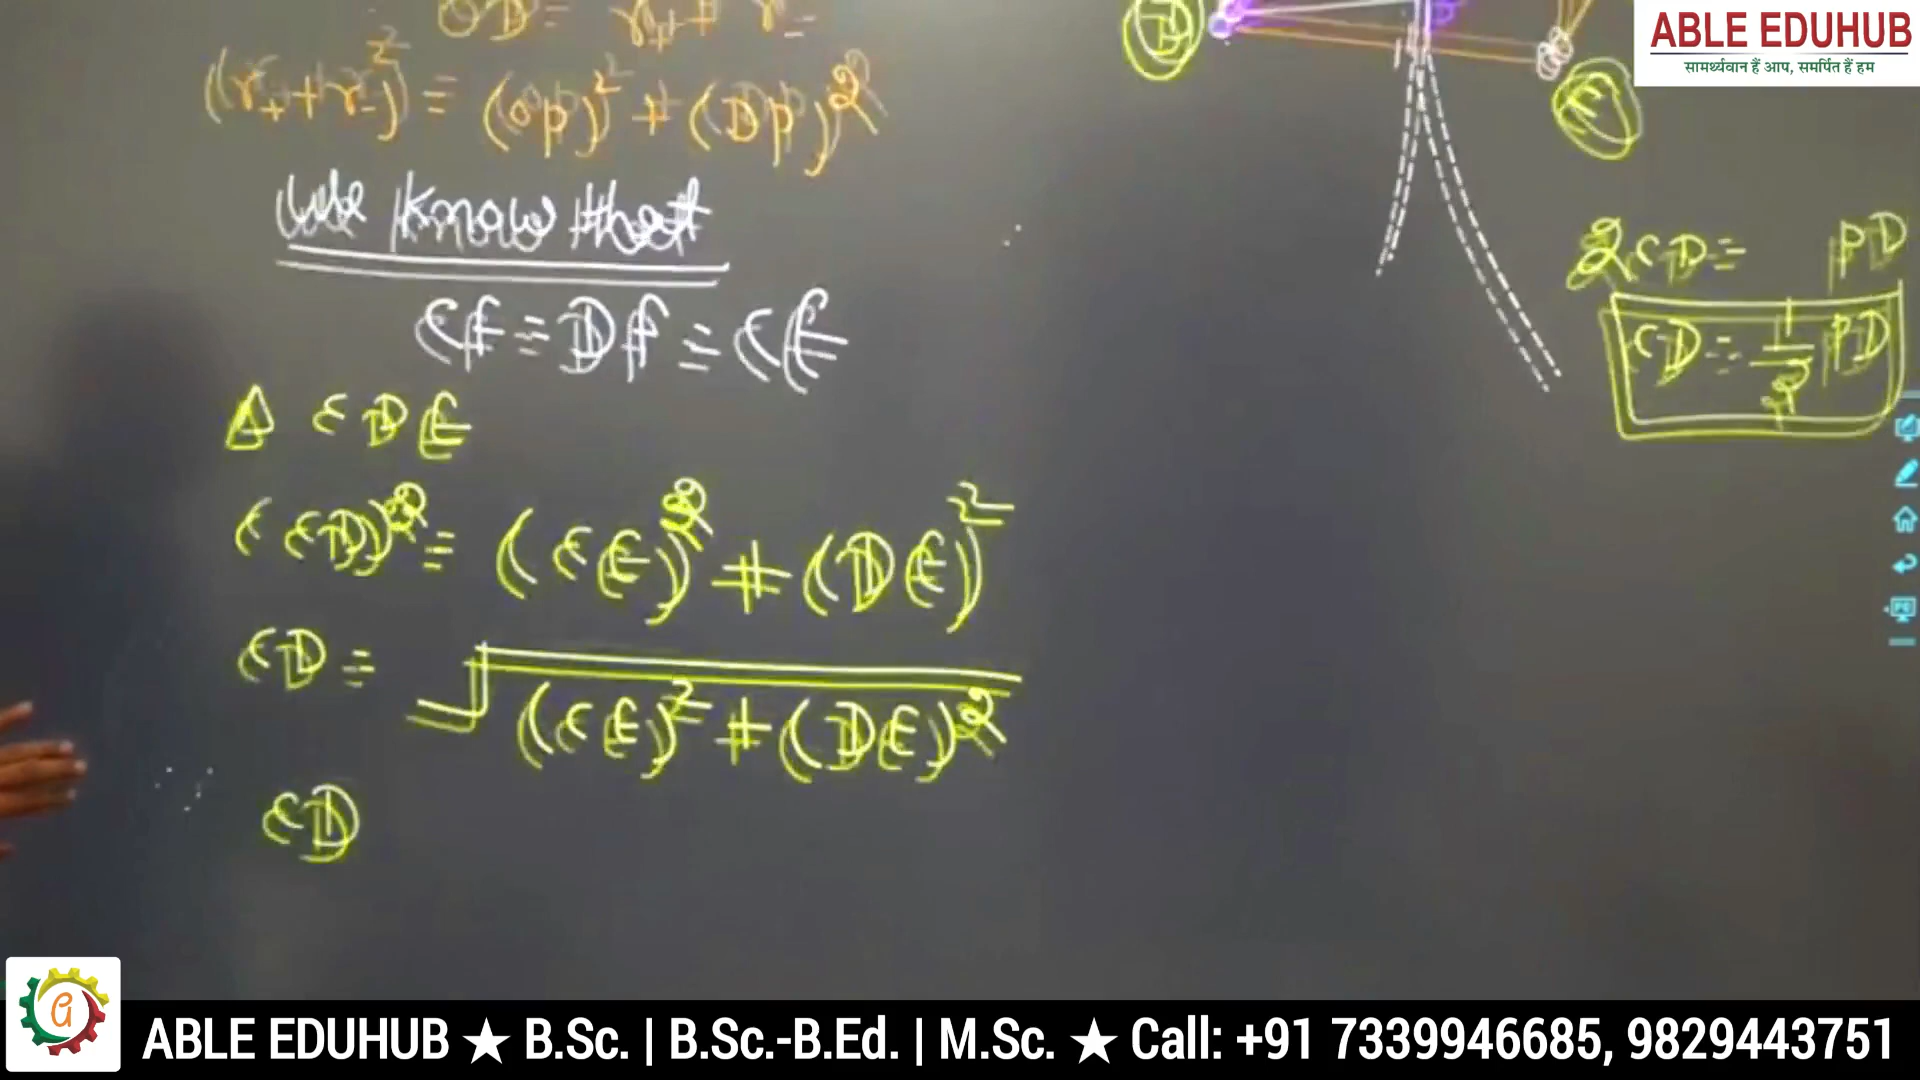 OD = r₊ + r₋
(r₊ + r₋)² = (OP)² + (DP)²
We know that
CF = DF = CE
Δ CDE
(CD)² = (CE)² + (DE)²
CD = √(CE)² + (DE)²
CD
D
E
2CD = PD
CD = 1/2 PD
ABLE EDUHUB
सामर्थ्यवान हैं आप, समर्पित हैं हम
ABLE EDUHUB ★ B.Sc. | B.Sc.-B.Ed. | M.Sc. ★ Call: +91 7339946685, 9829443751